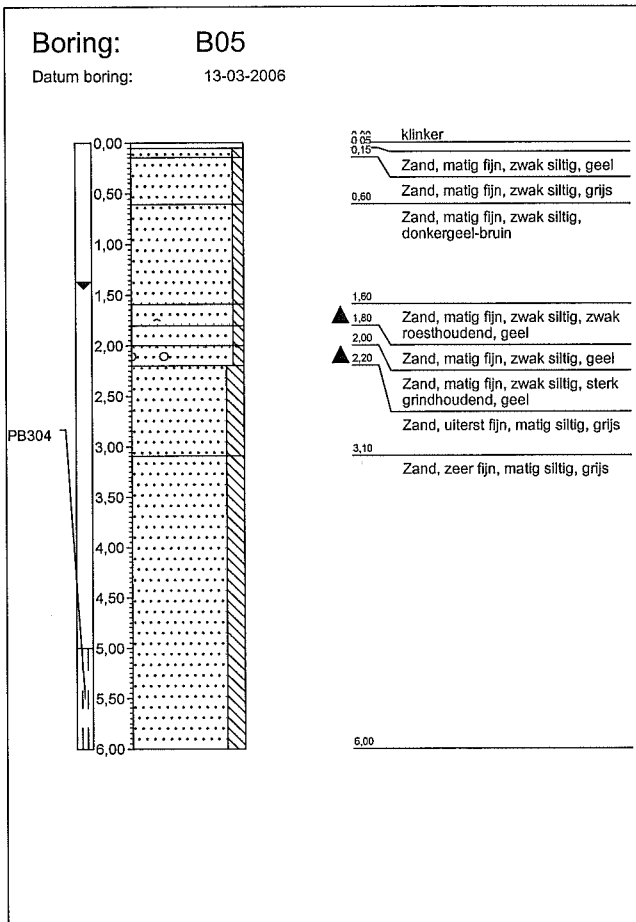 Boring: B05
Datum boring: 13-03-2006
0,00
0,50
1,00
1,50
2,00
2,50
3,00
3,50
4,00
4,50
5,00
5,50
6,00
PB304
0,00
0,05
klinker
0,15
Zand, matig fijn, zwak siltig, geel
Zand, matig fijn, zwak siltig, grijs
0,60
Zand, matig fijn, zwak siltig,
donkergeel-bruin
1,60
Zand, matig fijn, zwak siltig, zwak
roesthoudend, geel
1,80
2,00
Zand, matig fijn, zwak siltig, geel
2,20
Zand, matig fijn, zwak siltig, sterk
grindhoudend, geel
Zand, uiterst fijn, matig siltig, grijs
3,10
Zand, zeer fijn, matig siltig, grijs
6,00